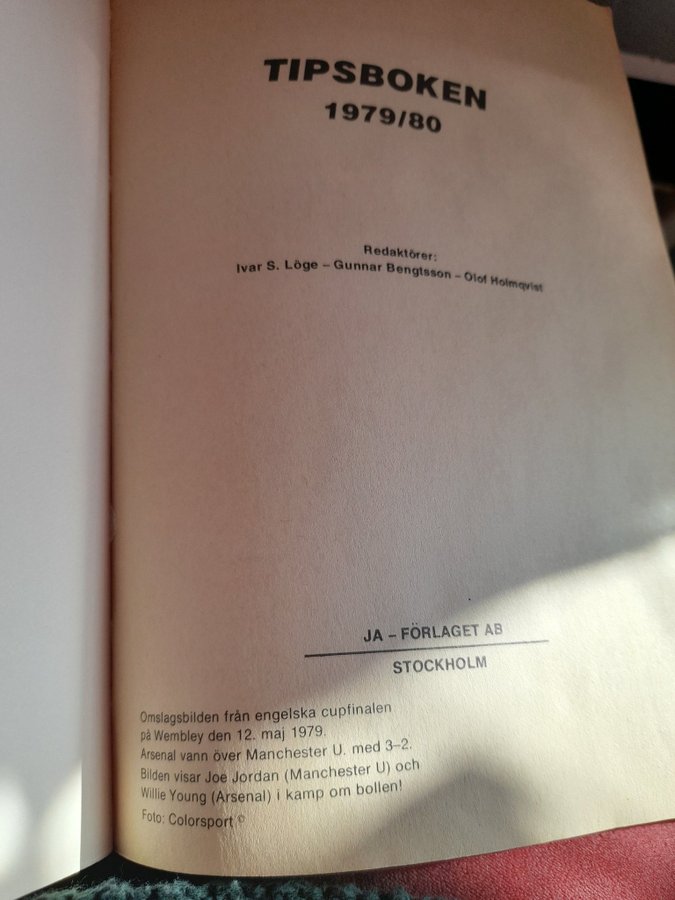 TIPSBOKEN
1979/80
Redaktörer:
Ivar S. Löge – Gunnar Bengtsson – Olof Holmqvist
JA – FÖRLAGET AB
STOCKHOLM
Omslagsbilden från engelska cupfinalen
på Wembley den 12. maj 1979.
Arsenal vann över Manchester U. med 3–2.
Bilden visar Joe Jordan (Manchester U) och
Willie Young (Arsenal) i kamp om bollen!
Foto: Colorsport ©